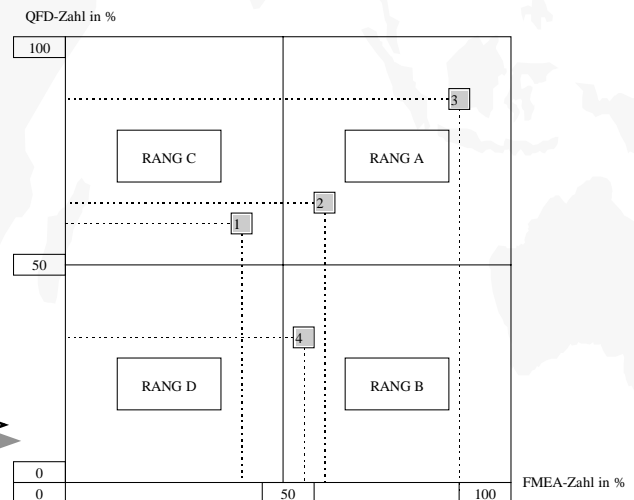 QFD-Zahl in %
100
3
RANG C
RANG A
2
1
50
4
RANG D
RANG B
0
FMEA-Zahl in %
0
50
100